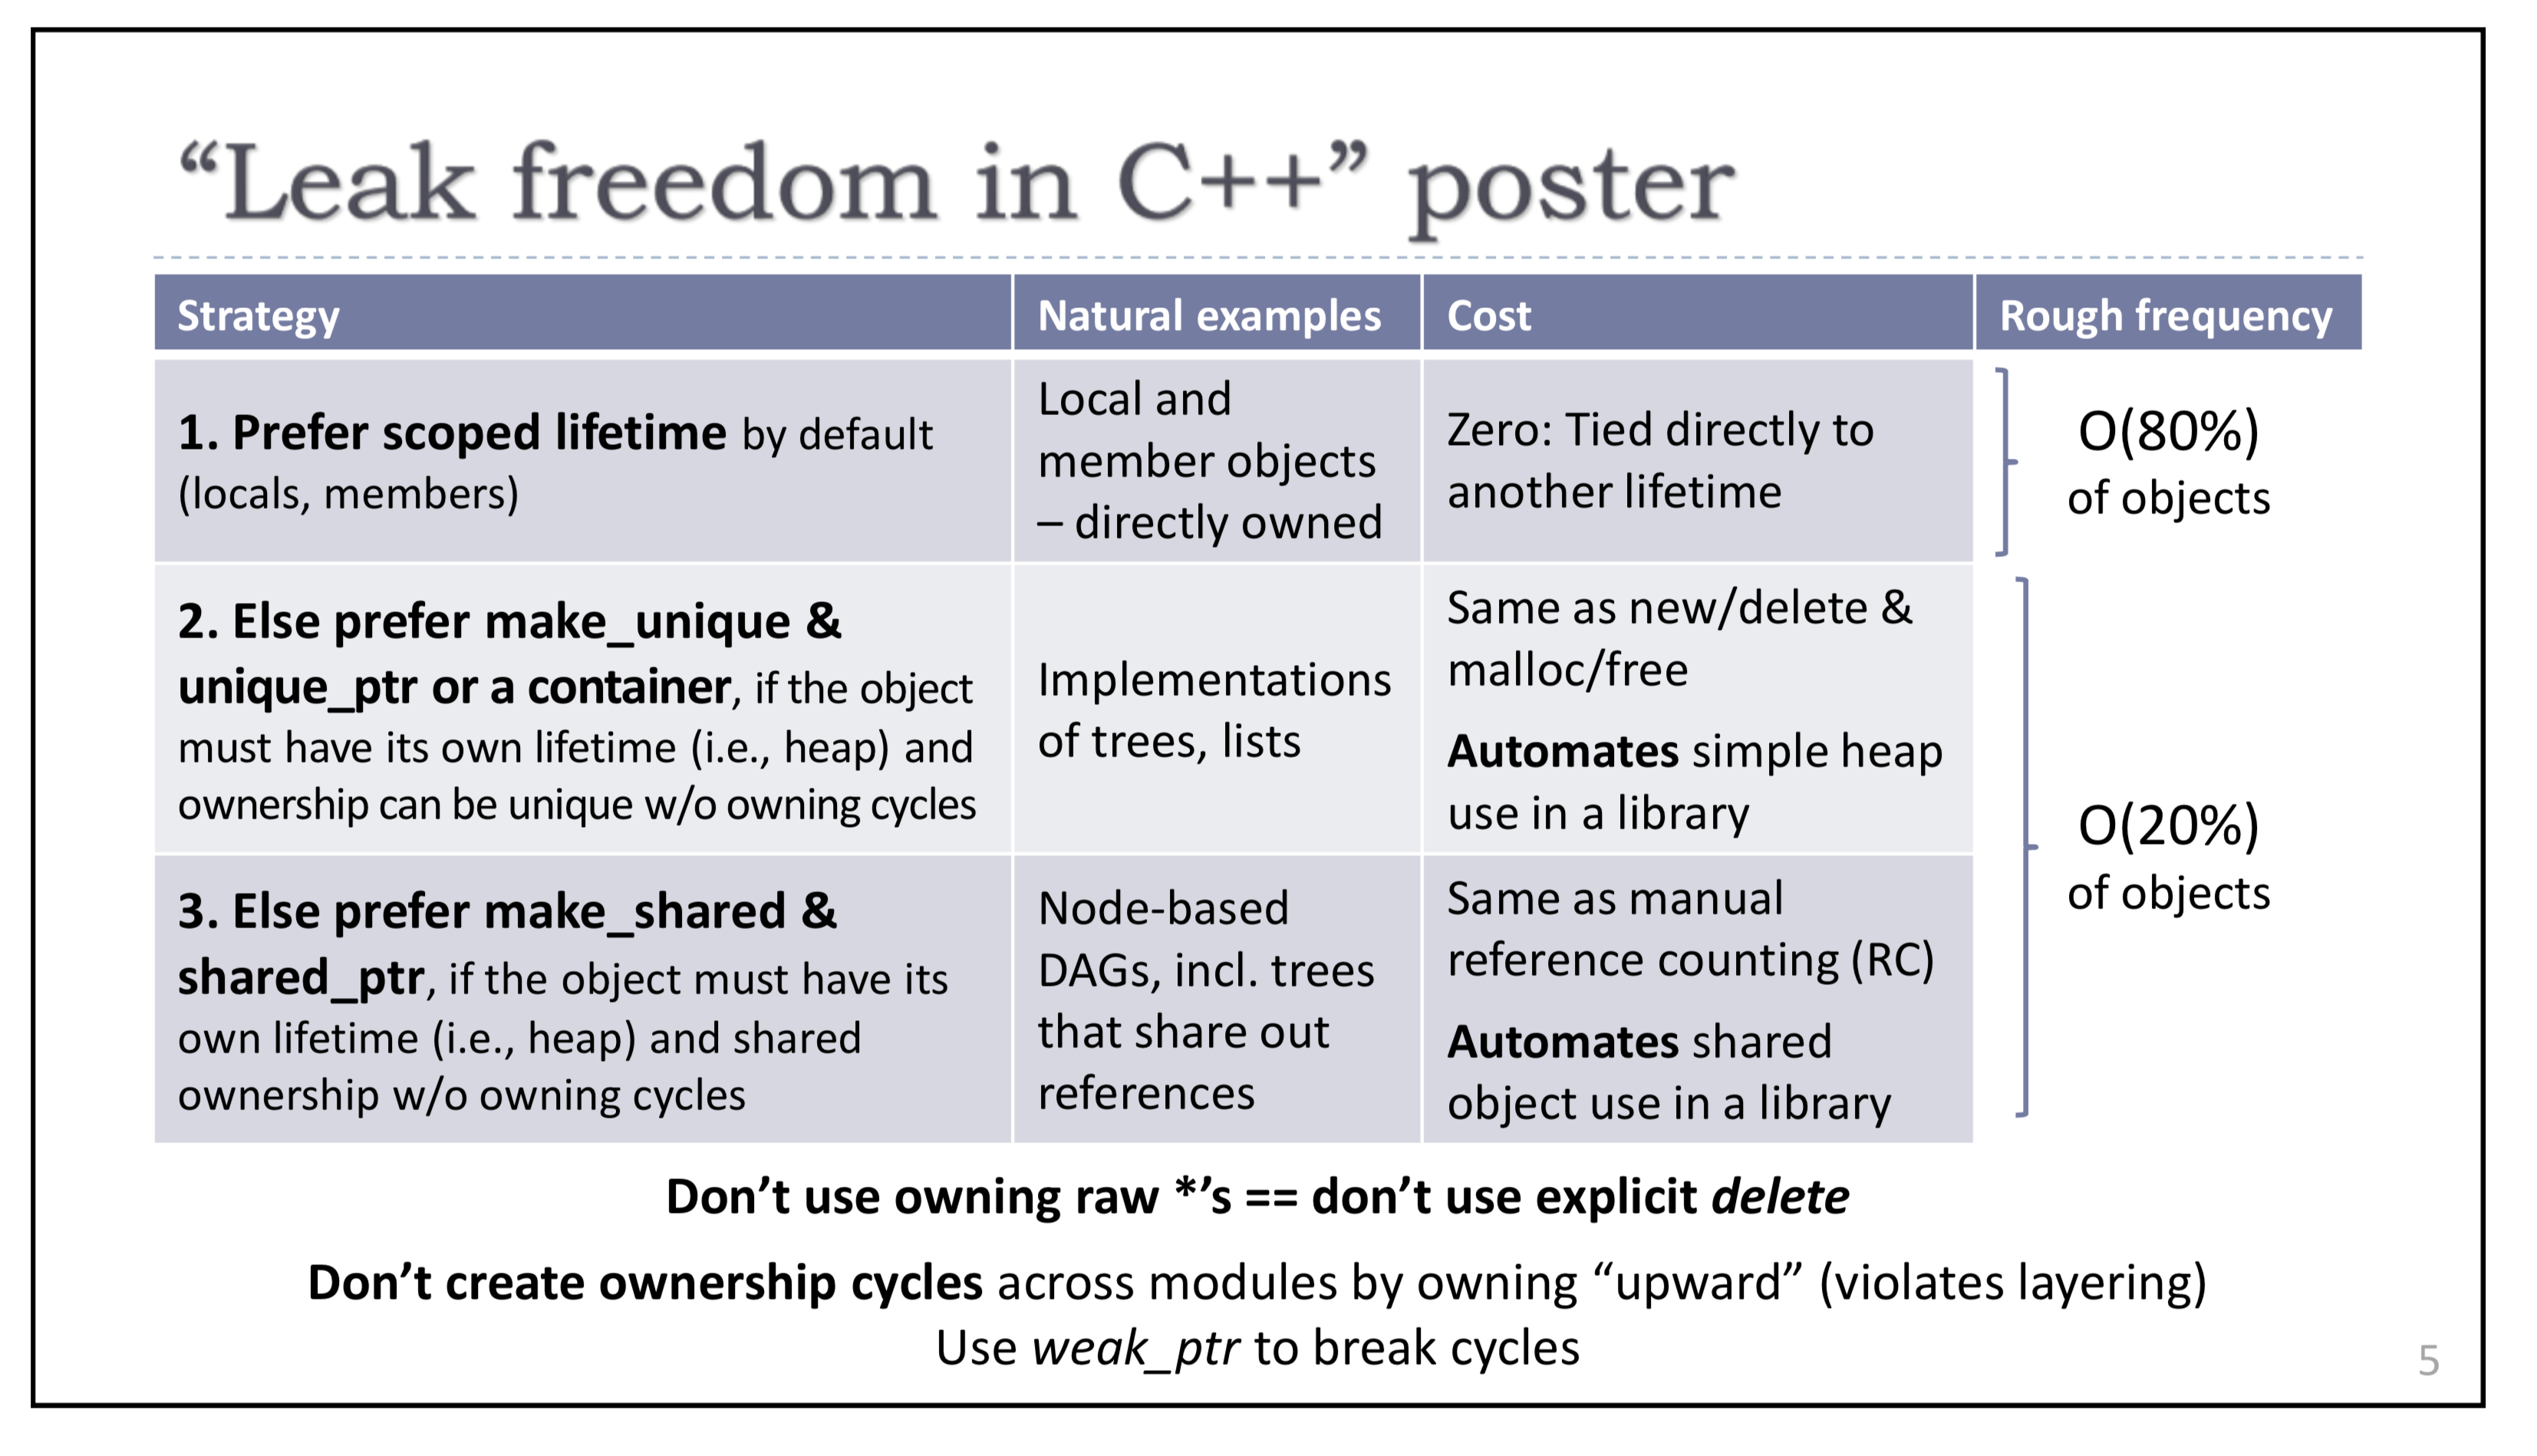 “Leak freedom in C++” poster
Strategy
Natural examples
Cost
Rough frequency
1. Prefer scoped lifetime by default
(locals, members)
Local and
member objects
– directly owned
Zero: Tied directly to
another lifetime
O(80%)
of objects
2. Else prefer make_unique &
unique_ptr or a container, if the object
must have its own lifetime (i.e., heap) and
ownership can be unique w/o owning cycles
Implementations
of trees, lists
Same as new/delete &
malloc/free
Automates simple heap
use in a library
O(20%)
of objects
3. Else prefer make_shared &
shared_ptr, if the object must have its
own lifetime (i.e., heap) and shared
ownership w/o owning cycles
Node-based
DAGs, incl. trees
that share out
references
Same as manual
reference counting (RC)
Automates shared
object use in a library
Don’t use owning raw *’s == don’t use explicit delete
Don’t create ownership cycles across modules by owning “upward” (violates layering)
Use weak_ptr to break cycles
5